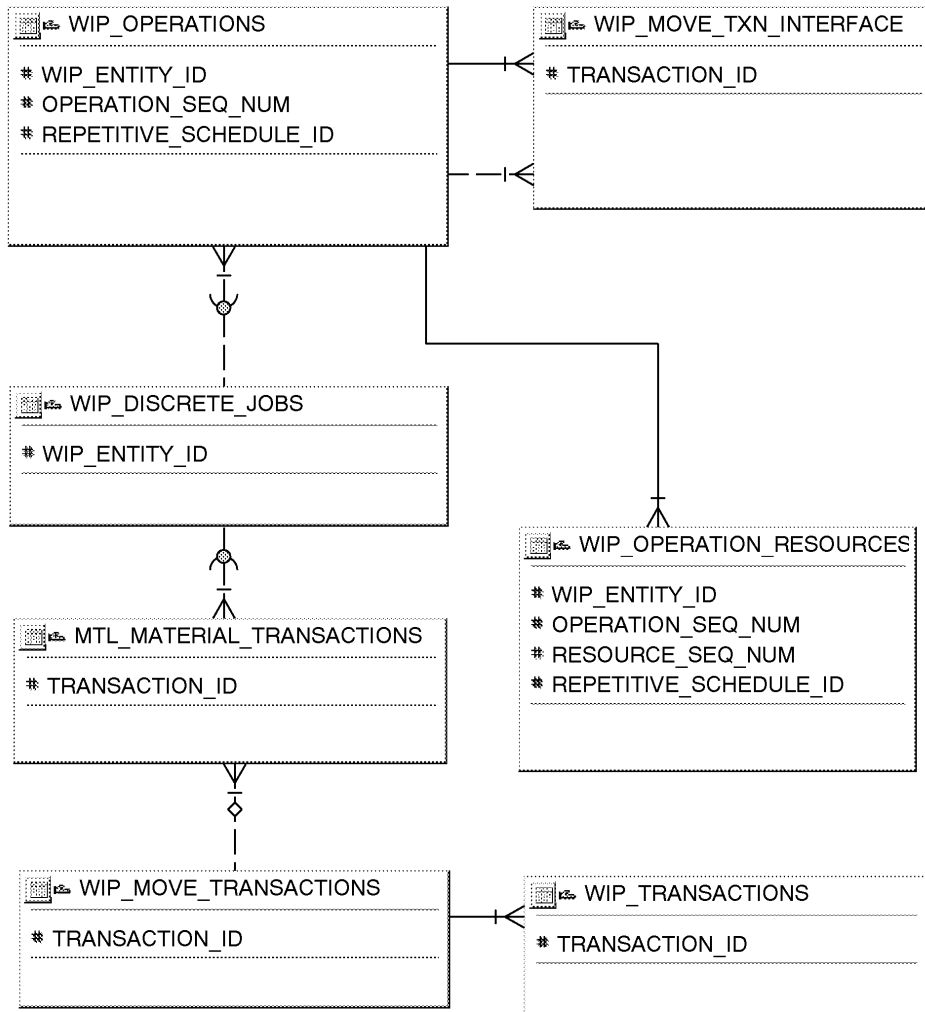 WIP_OPERATIONS
# WIP_ENTITY_ID
# OPERATION_SEQ_NUM
# REPETITIVE_SCHEDULE_ID
WIP_MOVE_TXN_INTERFACE
# TRANSACTION_ID
WIP_DISCRETE_JOBS
# WIP_ENTITY_ID
WIP_OPERATION_RESOURCES
# WIP_ENTITY_ID
# OPERATION_SEQ_NUM
# RESOURCE_SEQ_NUM
# REPETITIVE_SCHEDULE_ID
MTL_MATERIAL_TRANSACTIONS
# TRANSACTION_ID
WIP_MOVE_TRANSACTIONS
# TRANSACTION_ID
WIP_TRANSACTIONS
# TRANSACTION_ID